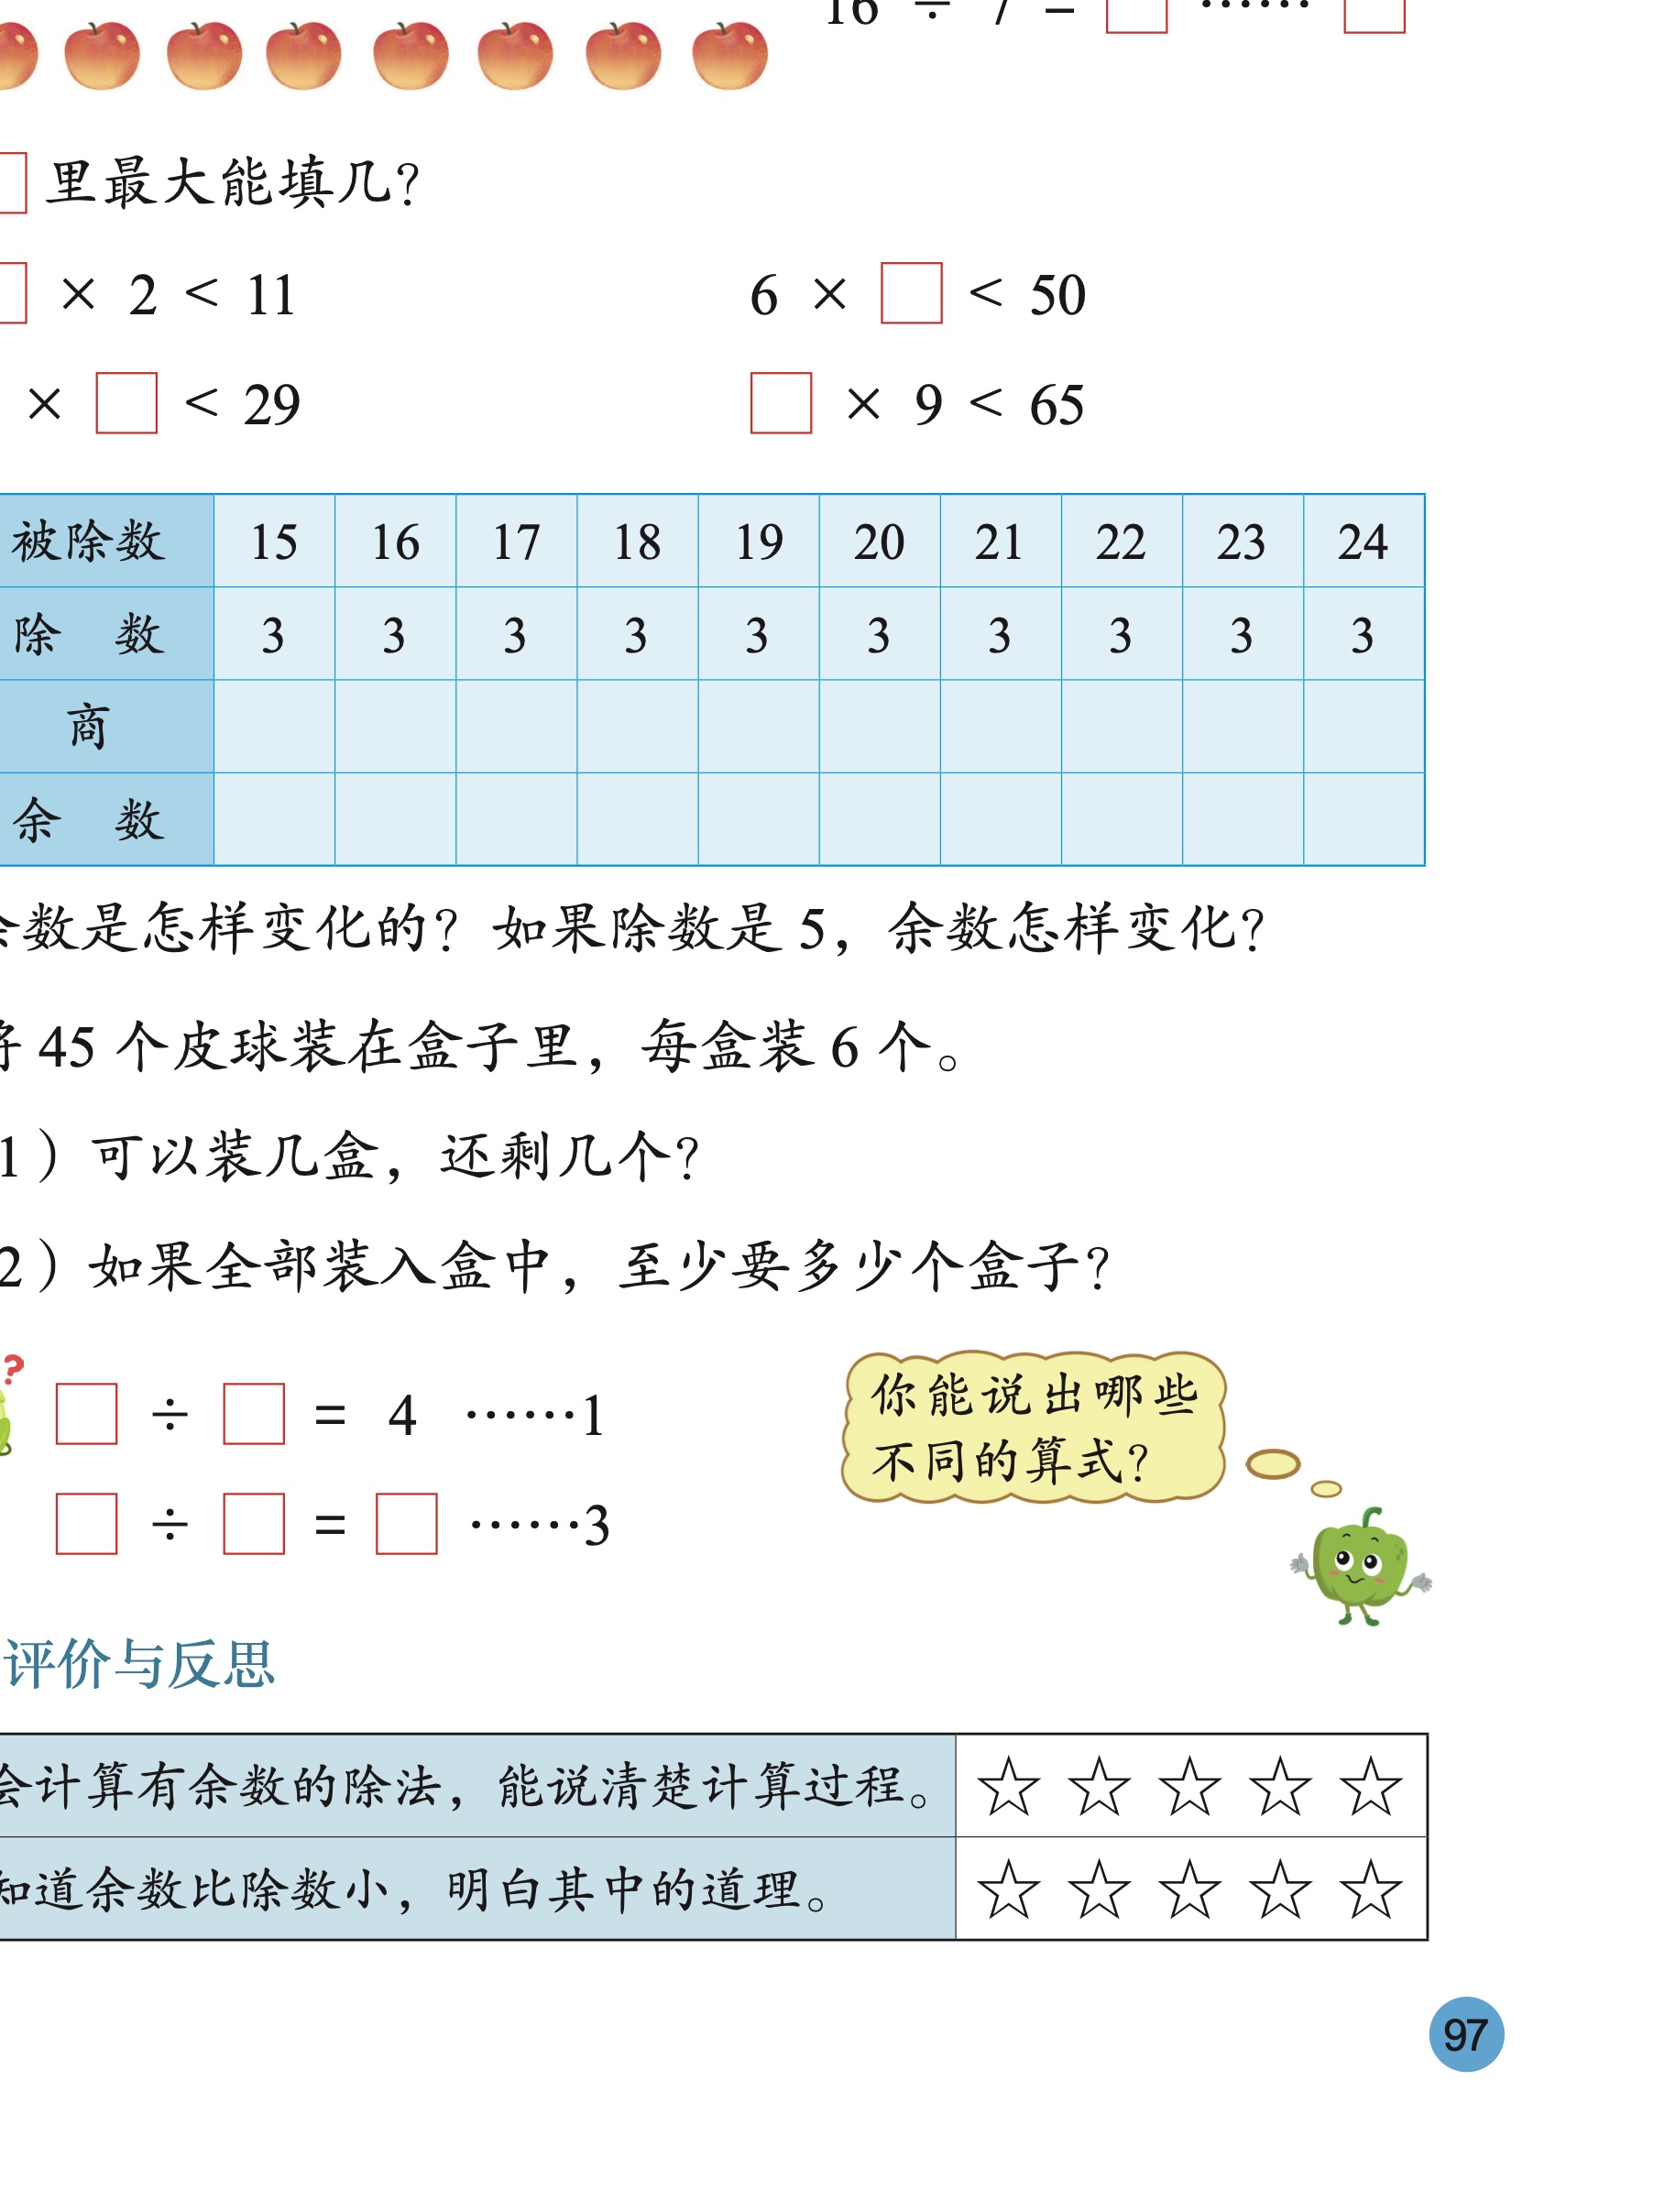 16 ÷ 7 = □ …… □
□ 里最大能填几？
□ × 2 < 11 6 × □ < 50
× □ < 29 □ × 9 < 65
被除数 15 16 17 18 19 20 21 22 23 24
除 数 3 3 3 3 3 3 3 3 3 3
商
余 数
余数是怎样变化的？如果除数是 5，余数怎样变化？
将 45 个皮球装在盒子里，每盒装 6 个。
1）可以装几盒，还剩几个？
2）如果全部装入盒中，至少要多少个盒子？
?
□ ÷ □ = 4 ……1
□ ÷ □ = □ ……3
你能说出哪些
不同的算式？
评价与反思
会计算有余数的除法，能说清楚计算过程。 ☆ ☆ ☆ ☆ ☆
知道余数比除数小，明白其中的道理。 ☆ ☆ ☆ ☆ ☆
97